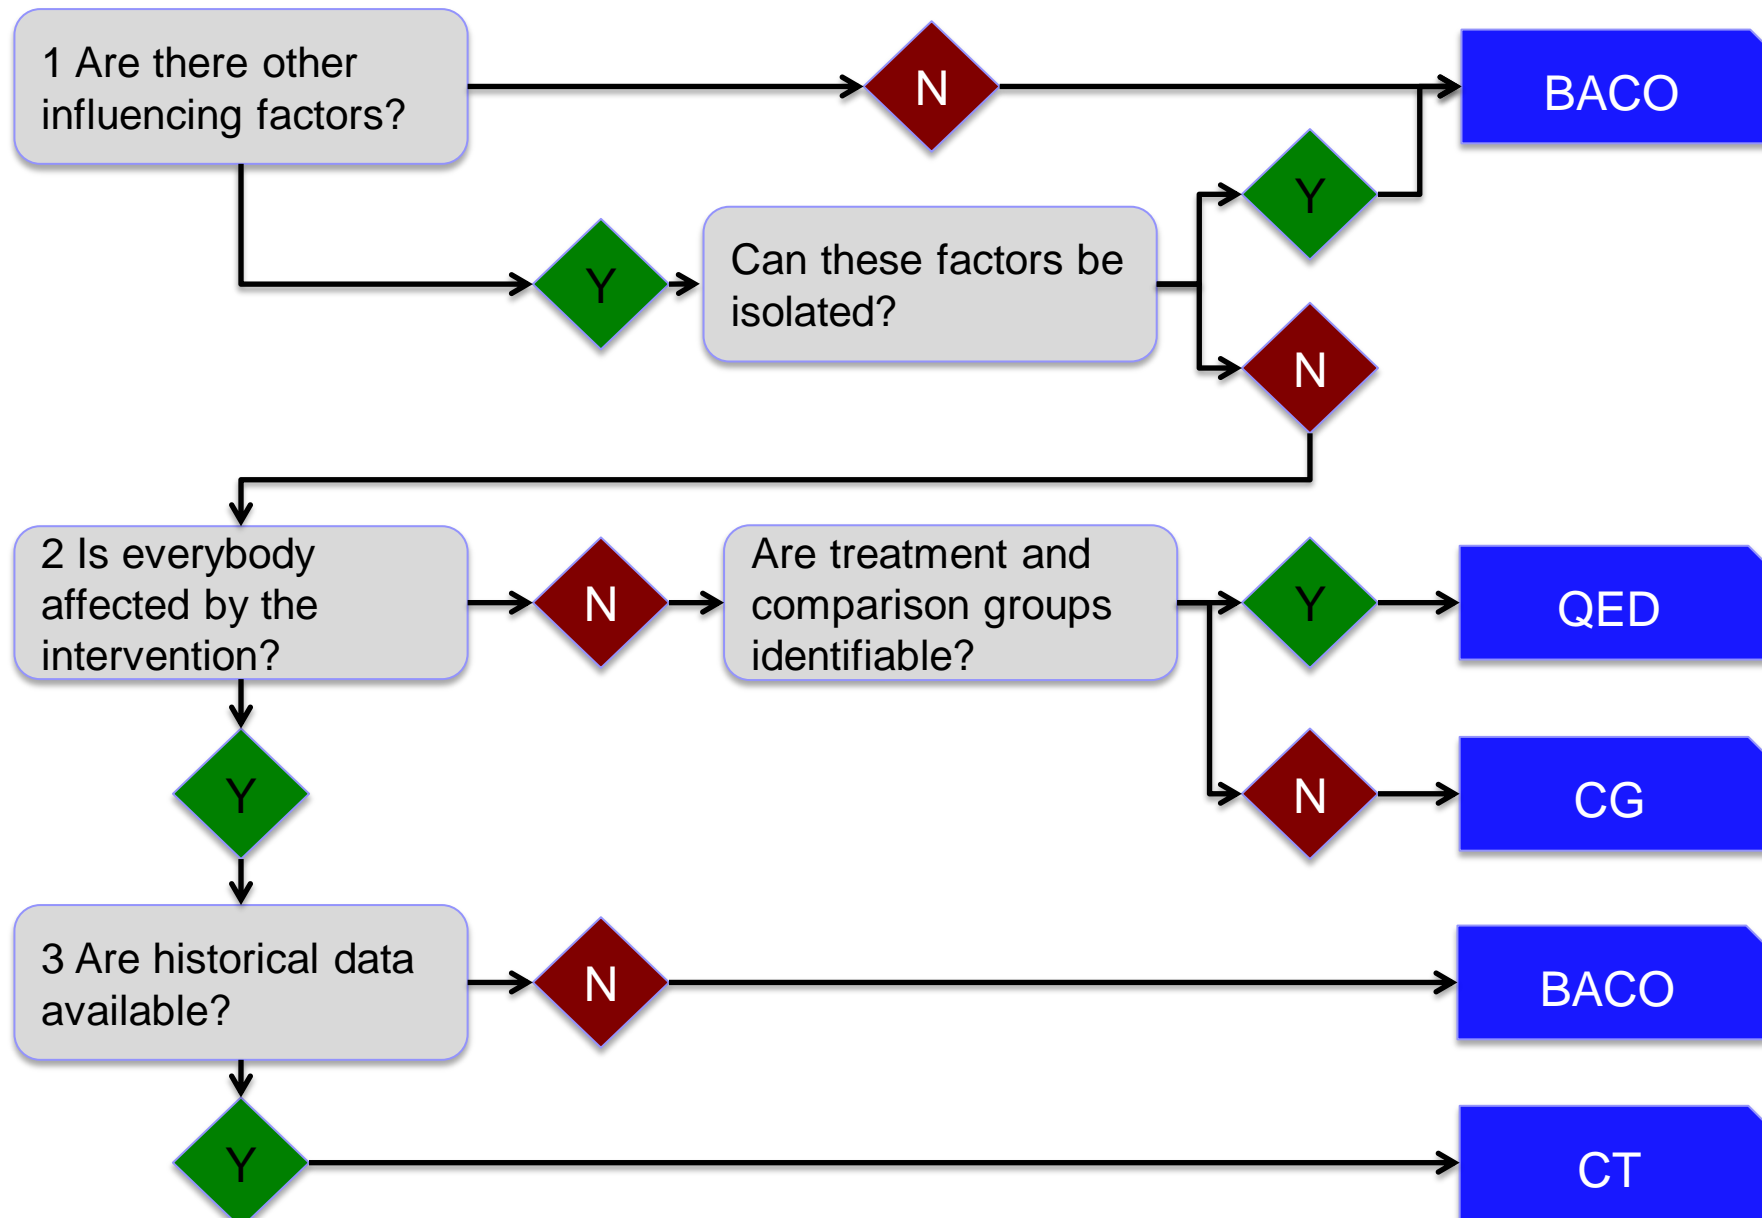 1 Are there other
influencing factors?
N
BACO
Y
Y
Can these factors be
isolated?
N
2 Is everybody
affected by the
intervention?
N
Are treatment and
comparison groups
identifiable?
Y
QED
Y
N
CG
3 Are historical data
available?
N
BACO
Y
CT